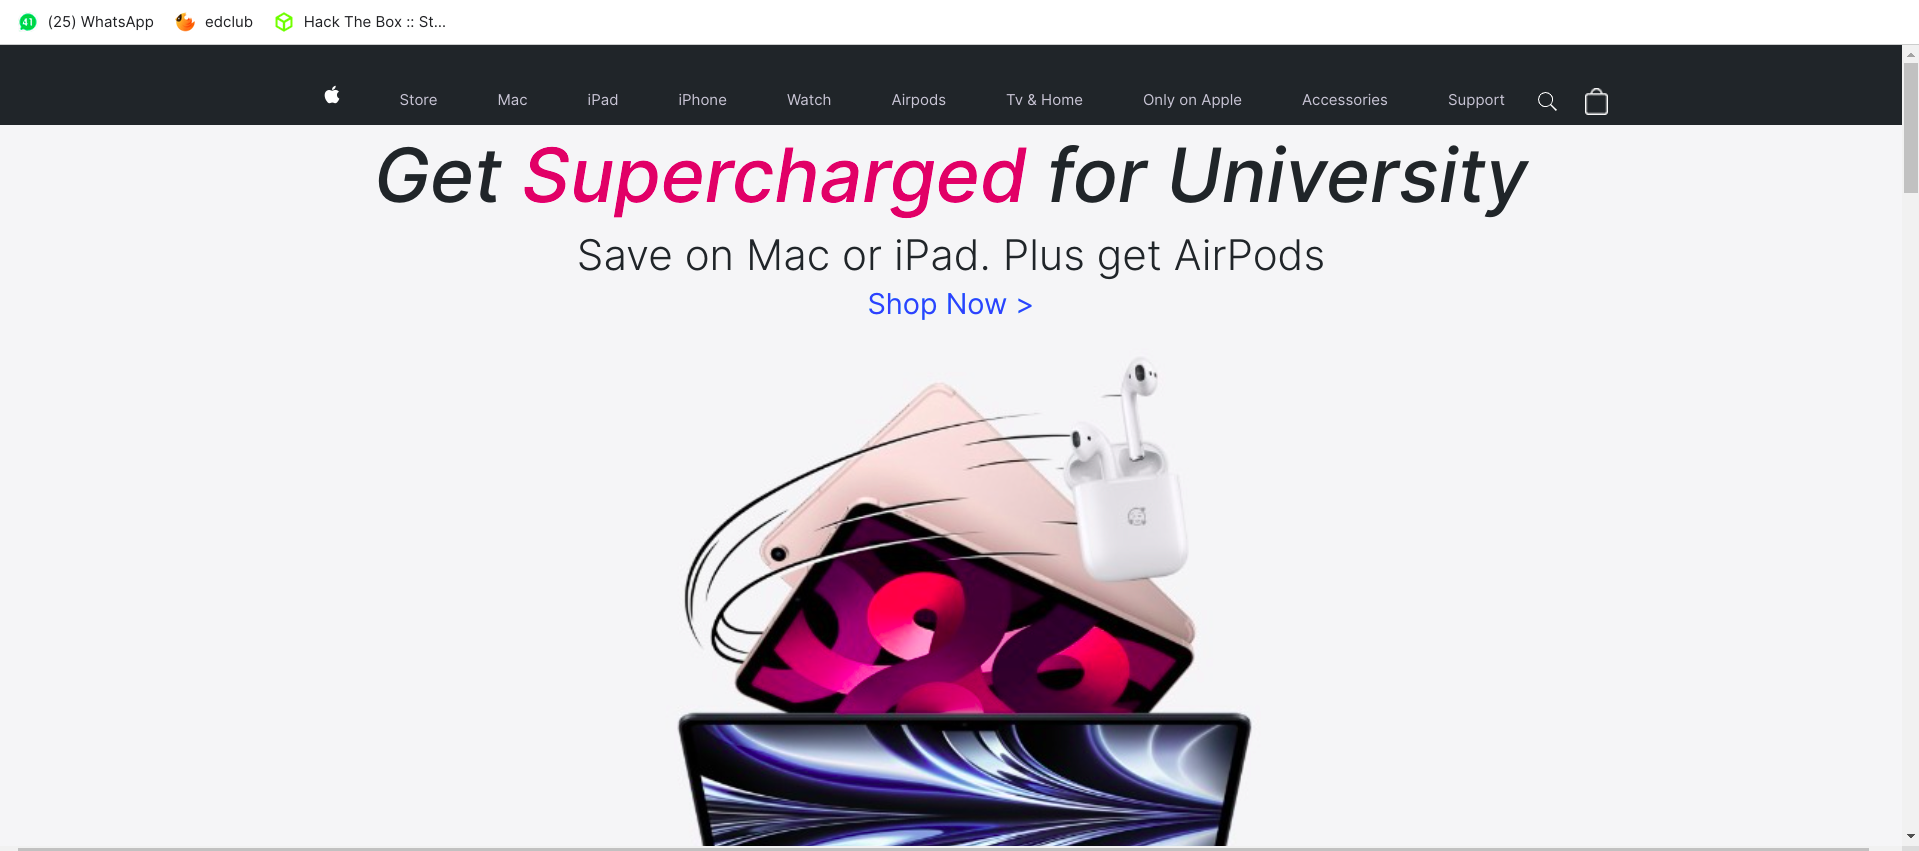 41 (25) WhatsApp edclub Hack The Box :: St...
Store Mac iPad iPhone Watch Airpods Tv & Home Only on Apple Accessories Support
Get Supercharged for University
Save on Mac or iPad. Plus get AirPods
Shop Now >